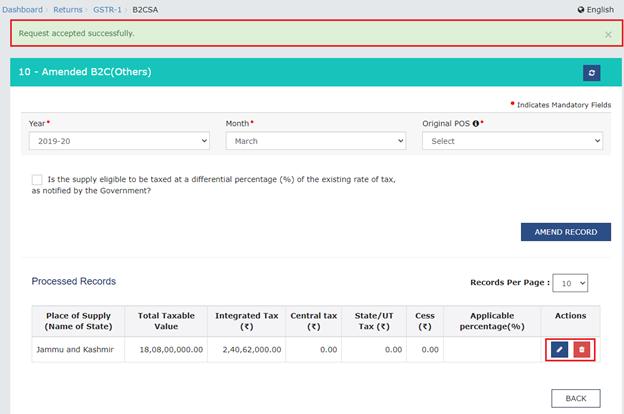 Dashboard › Returns › GSTR-1 › B2CSA English
Request accepted successfully. ×
10 - Amended B2C(Others)
• Indicates Mandatory Fields
Year• Month• Original POS •
2019-20 March Select
Is the supply eligible to be taxed at a differential percentage (%) of the existing rate of tax,
as notified by the Government?
AMEND RECORD
Processed Records Records Per Page : 10
Place of Supply Total Taxable Integrated Tax Central tax State/UT Cess Applicable Actions
(Name of State) Value (₹) (₹) Tax (₹) (₹) percentage(%)
Jammu and Kashmir 18,08,00,000.00 2,40,62,000.00 0.00 0.00 0.00
BACK